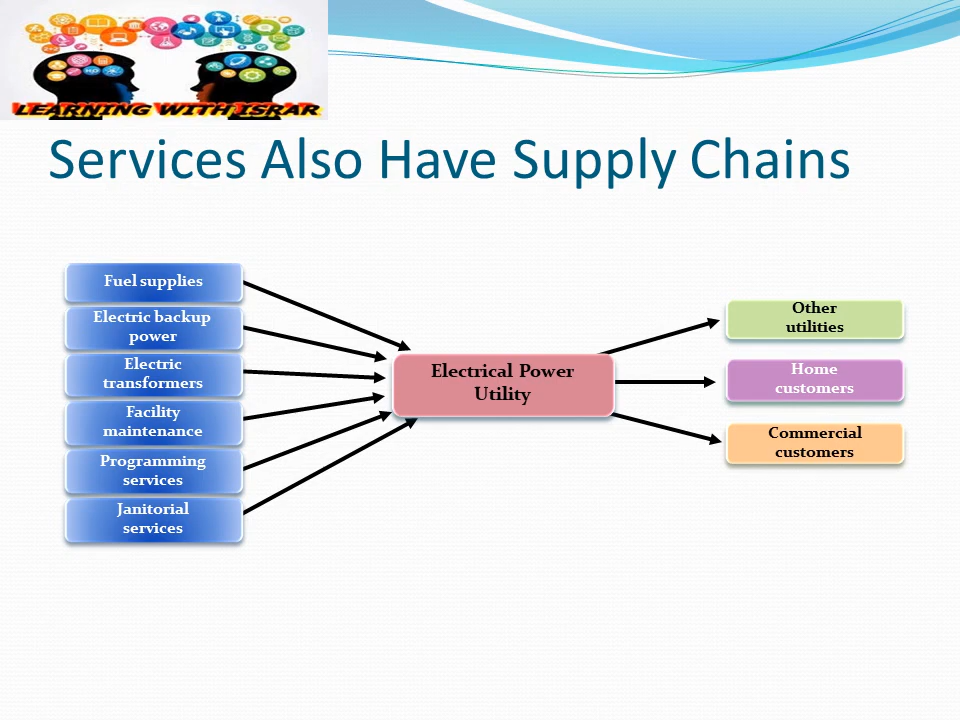 LEARNING WITH ISRAR
Services Also Have Supply Chains
Fuel supplies
Electric backup
power
Electric
transformers
Facility
maintenance
Programming
services
Janitorial
services
Electrical Power
Utility
Other
utilities
Home
customers
Commercial
customers